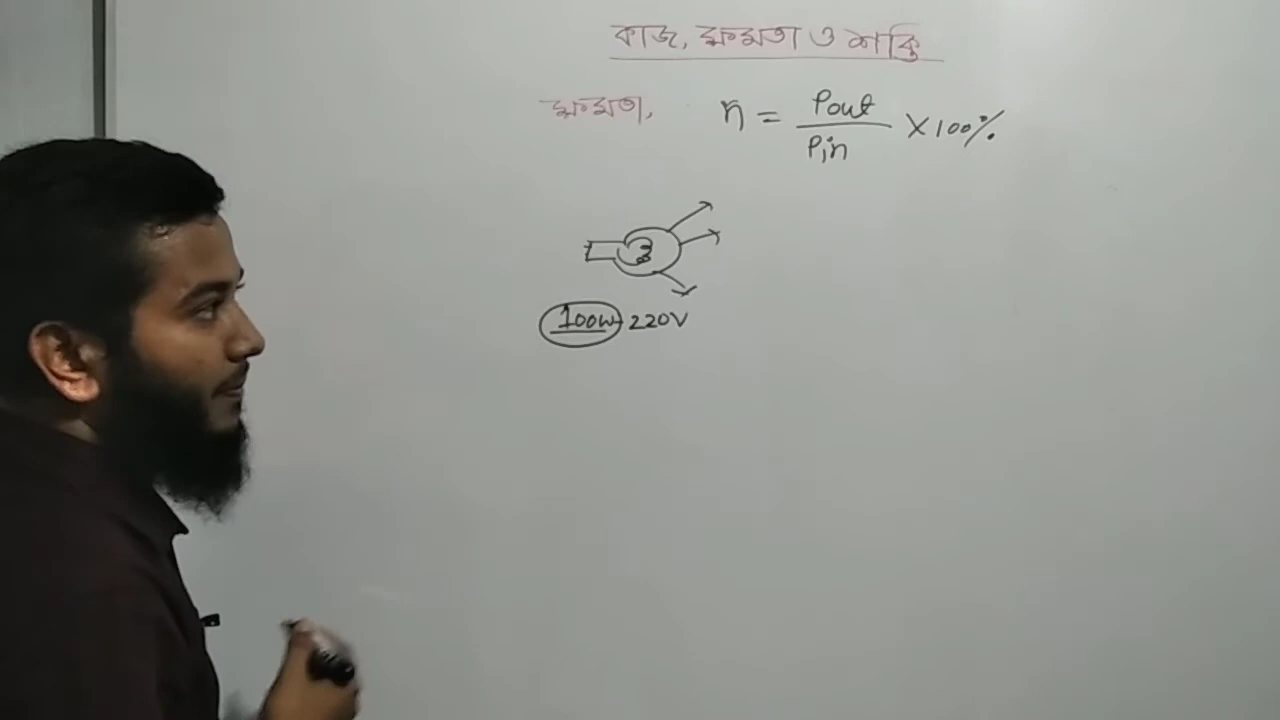 কাজ, ক্ষমতা ও শক্তি
ক্ষমতা, η = Pout / Pin × 100%
100W-220V